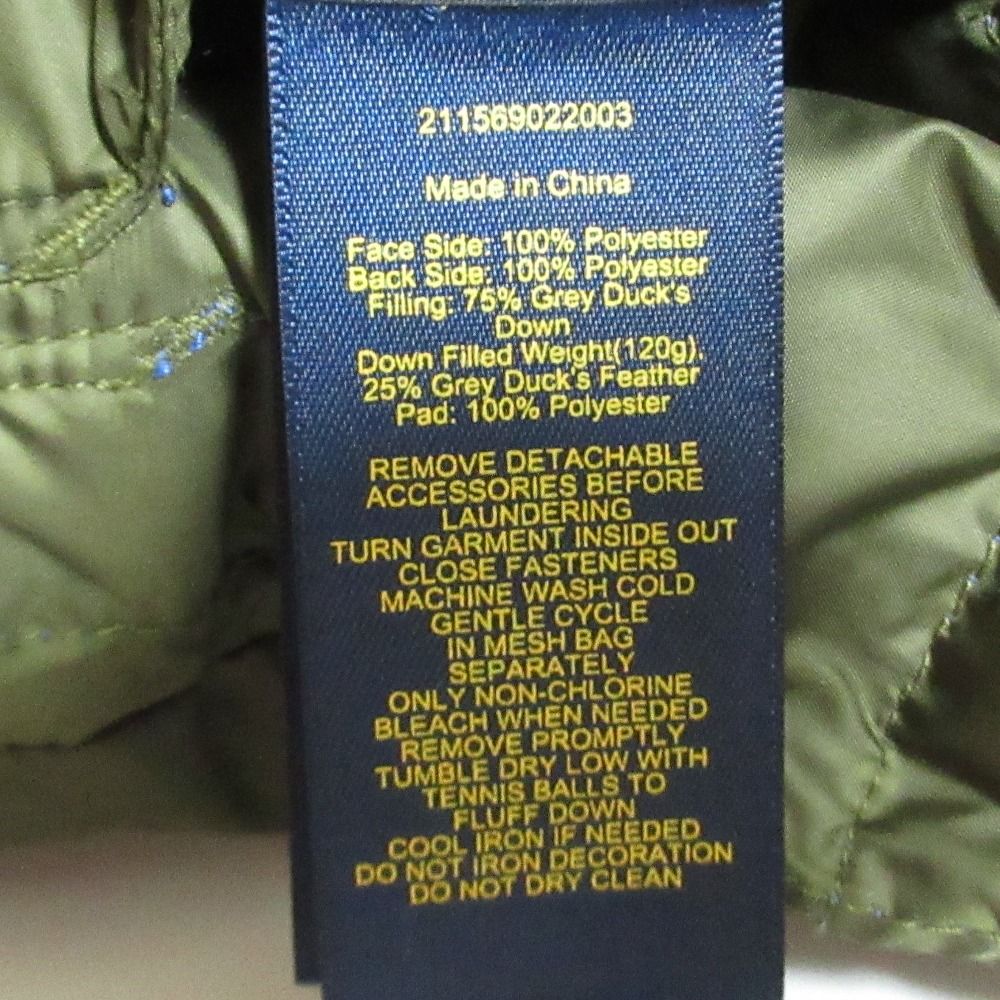 211569022003
Made in China
Face Side: 100% Polyester
Back Side: 100% Polyester
Filling: 75% Grey Duck's
Down
Down Filled Weight(120g).
25% Grey Duck's Feather
Pad: 100% Polyester
REMOVE DETACHABLE
ACCESSORIES BEFORE
LAUNDERING
TURN GARMENT INSIDE OUT
CLOSE FASTENERS
MACHINE WASH COLD
GENTLE CYCLE
IN MESH BAG
SEPARATELY
ONLY NON-CHLORINE
BLEACH WHEN NEEDED
REMOVE PROMPTLY
TUMBLE DRY LOW WITH
TENNIS BALLS TO
FLUFF DOWN
COOL IRON IF NEEDED
DO NOT IRON DECORATION
DO NOT DRY CLEAN